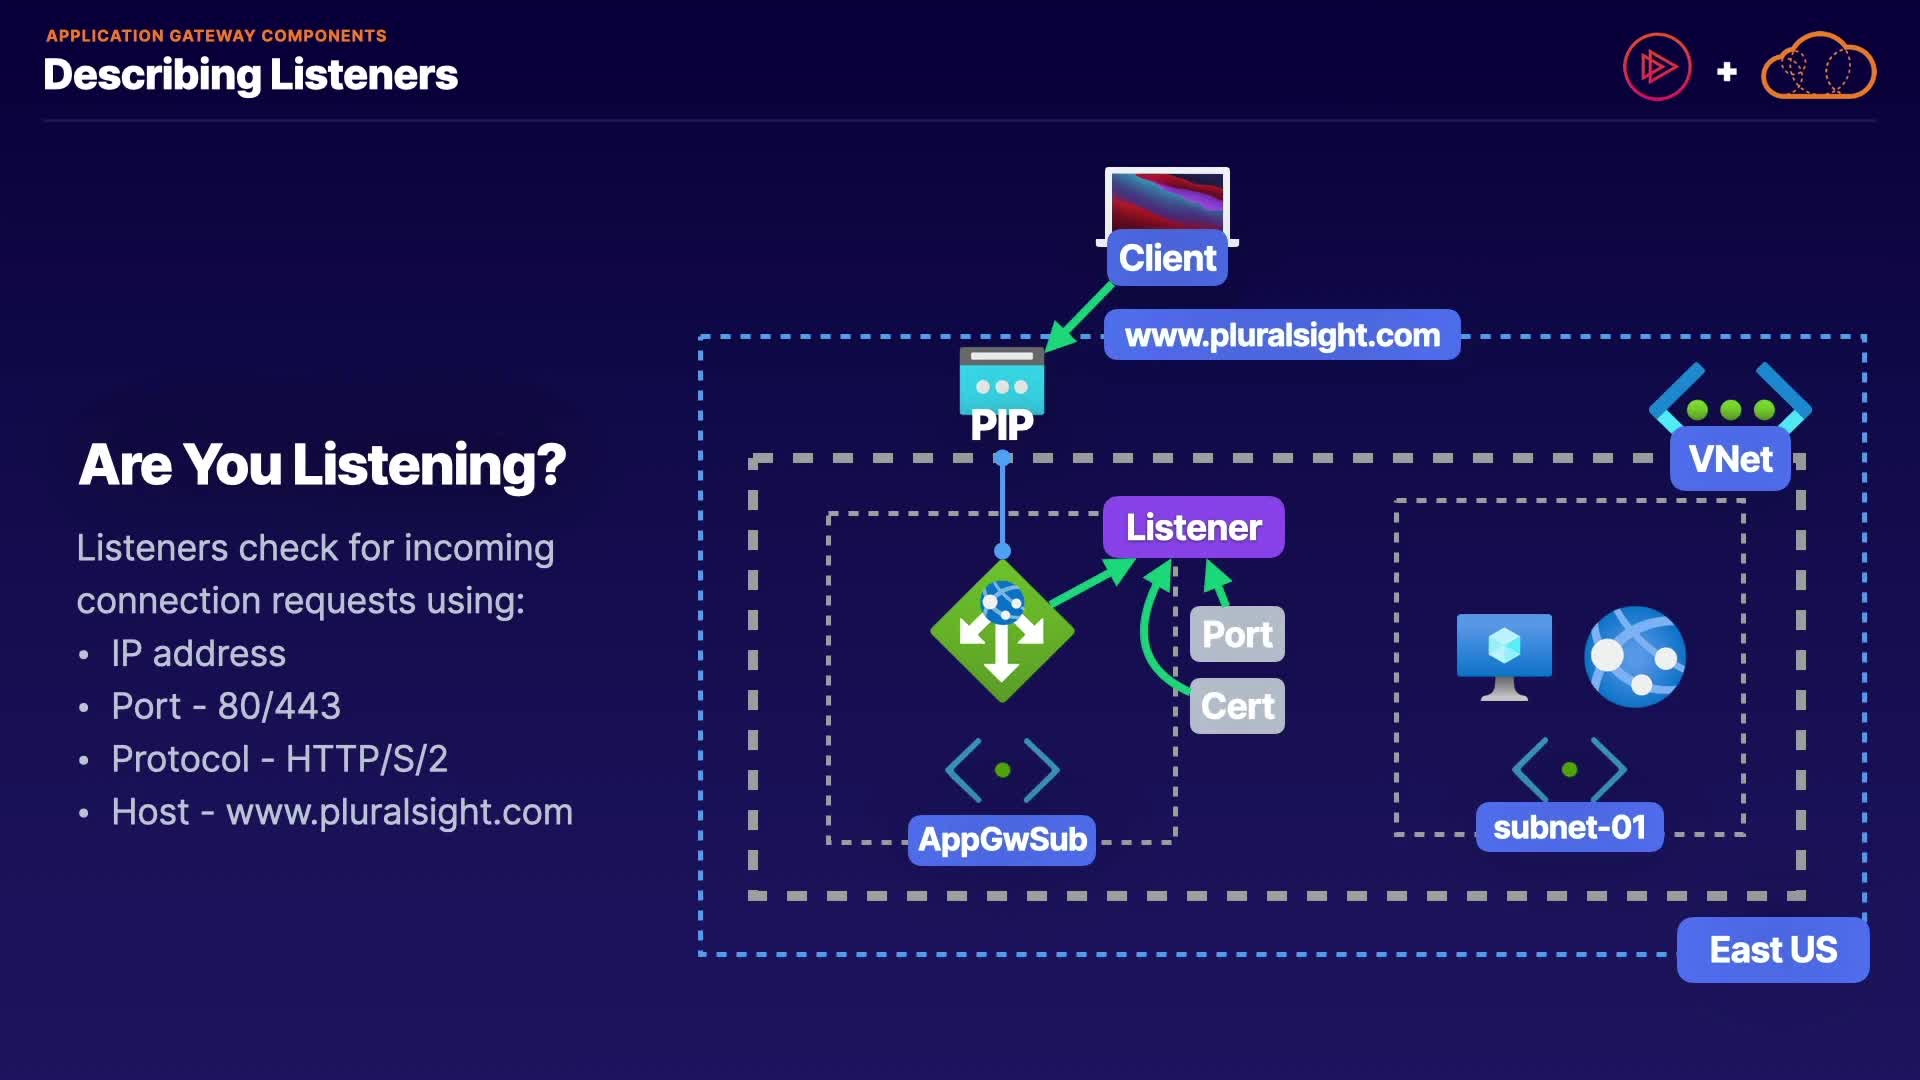 APPLICATION GATEWAY COMPONENTS
Describing Listeners
Client
www.pluralsight.com
PIP
VNet
Are You Listening?
Listeners check for incoming
connection requests using:
• IP address
• Port - 80/443
• Protocol - HTTP/S/2
• Host - www.pluralsight.com
Listener
Port
Cert
AppGwSub
subnet-01
East US